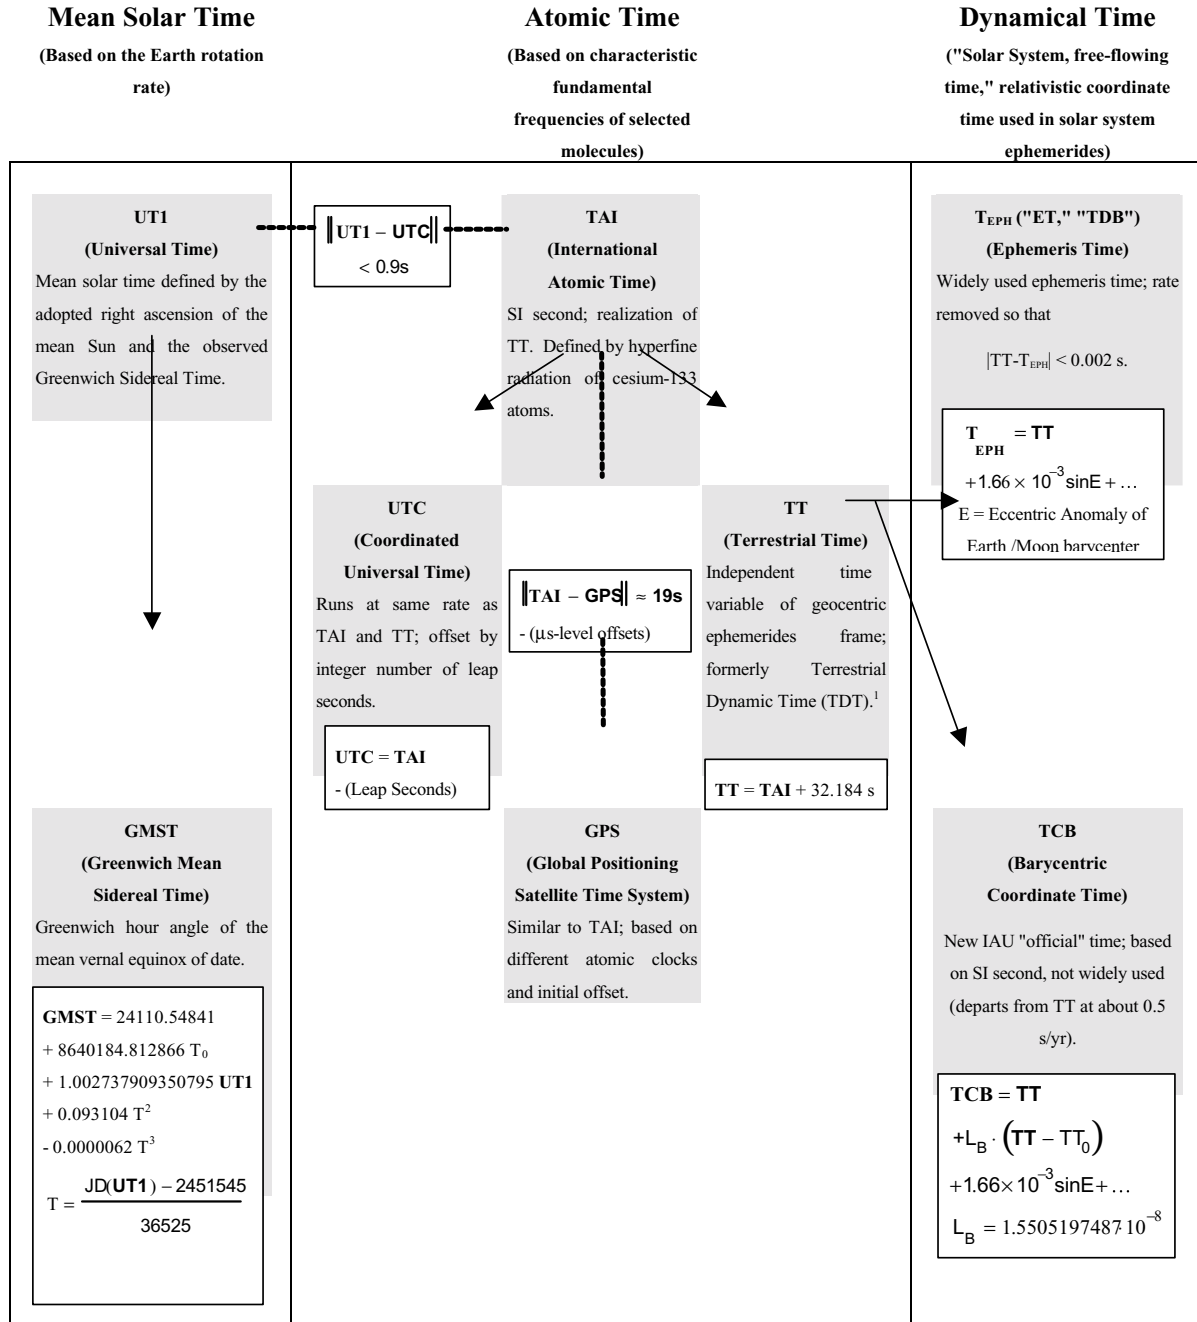 Mean Solar Time
(Based on the Earth rotation
rate)
Atomic Time
(Based on characteristic
fundamental
frequencies of selected
molecules)
Dynamical Time
("Solar System, free-flowing
time," relativistic coordinate
time used in solar system
ephemerides)
UT1
(Universal Time)
Mean solar time defined by the
adopted right ascension of the
mean Sun and the observed
Greenwich Sidereal Time.
‖UT1 – UTC‖
< 0.9s
TAI
(International
Atomic Time)
SI second; realization of
TT. Defined by hyperfine
radiation of cesium-133
atoms.
T_EPH ("ET," "TDB")
(Ephemeris Time)
Widely used ephemeris time; rate
removed so that
|TT-T_EPH| < 0.002 s.
T_EPH = TT
+1.66 × 10^−3 sinE + …
E = Eccentric Anomaly of
Earth /Moon barycenter
UTC
(Coordinated
Universal Time)
Runs at same rate as
TAI and TT; offset by
integer number of leap
seconds.
UTC = TAI
- (Leap Seconds)
‖TAI – GPS‖ ≈ 19s
- (μs-level offsets)
TT
(Terrestrial Time)
Independent time
variable of geocentric
ephemerides frame;
formerly Terrestrial
Dynamic Time (TDT).¹
TT = TAI + 32.184 s
GMST
(Greenwich Mean
Sidereal Time)
Greenwich hour angle of the
mean vernal equinox of date.
GMST = 24110.54841
+ 8640184.812866 T₀
+ 1.002737909350795 UT1
+ 0.093104 T²
- 0.0000062 T³
T = JD(UT1) – 2451545
36525
GPS
(Global Positioning
Satellite Time System)
Similar to TAI; based on
different atomic clocks
and initial offset.
TCB
(Barycentric
Coordinate Time)
New IAU "official" time; based
on SI second, not widely used
(departs from TT at about 0.5
s/yr).
TCB = TT
+L_B · (TT – TT₀)
+1.66×10^−3 sinE+ …
L_B = 1.550519748710^−8